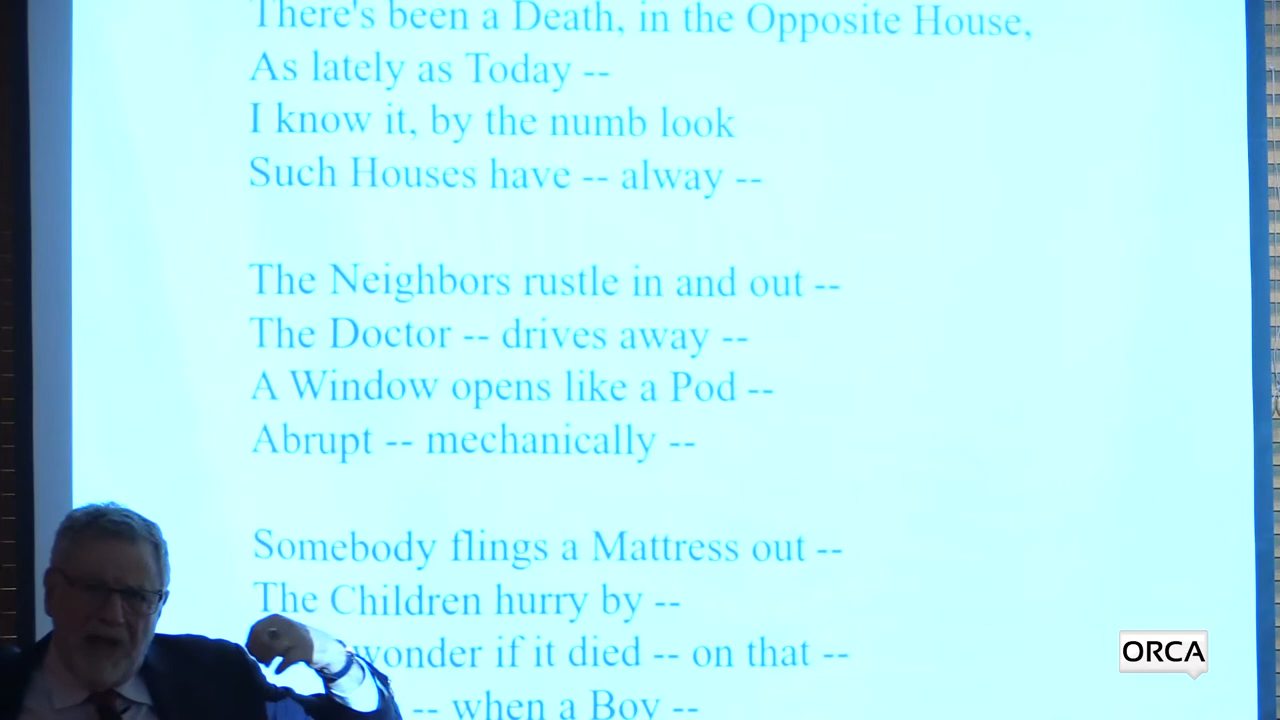 There's been a Death, in the Opposite House,
As lately as Today --
I know it, by the numb look
Such Houses have -- alway --
The Neighbors rustle in and out --
The Doctor -- drives away --
A Window opens like a Pod --
Abrupt -- mechanically --
Somebody flings a Mattress out --
The Children hurry by --
wonder if it died -- on that --
-- when a Boy --
ORCA